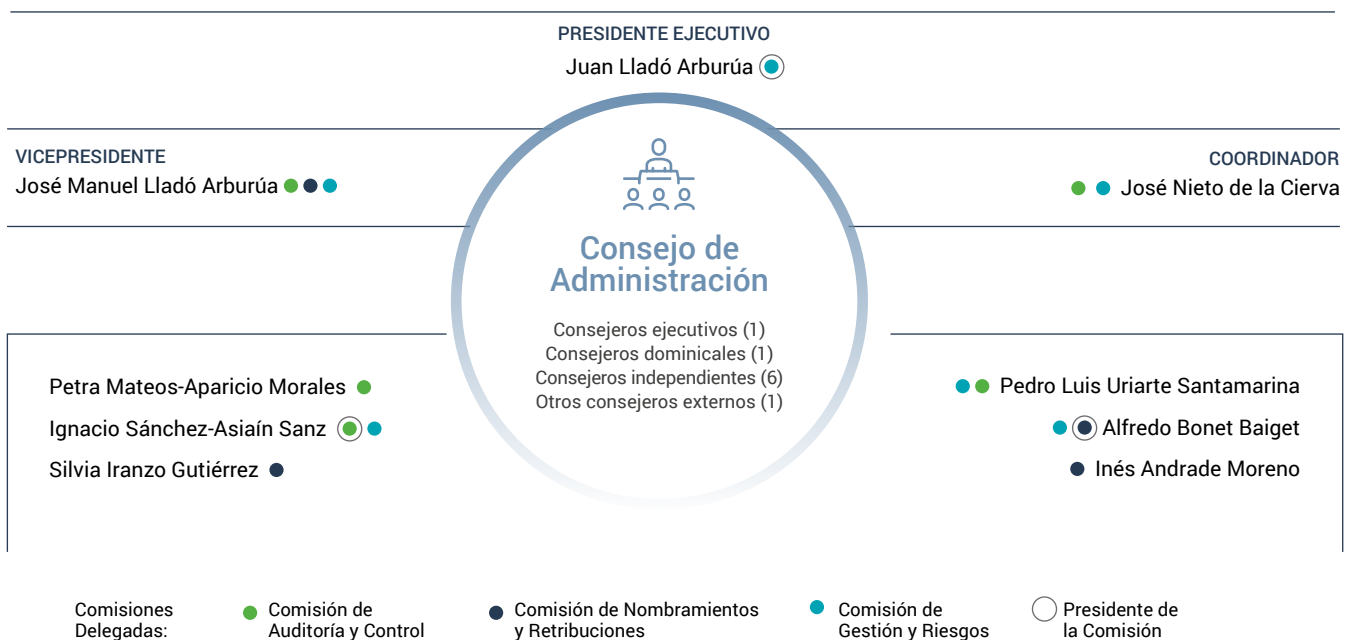 PRESIDENTE EJECUTIVO
Juan Lladó Arburúa
VICEPRESIDENTE
José Manuel Lladó Arburúa
COORDINADOR
José Nieto de la Cierva
Consejo de
Administración
Consejeros ejecutivos (1)
Consejeros dominicales (1)
Consejeros independientes (6)
Otros consejeros externos (1)
Petra Mateos-Aparicio Morales
Ignacio Sánchez-Asiaín Sanz
Silvia Iranzo Gutiérrez
Pedro Luis Uriarte Santamarina
Alfredo Bonet Baiget
Inés Andrade Moreno
Comisiones
Delegadas:
Comisión de
Auditoría y Control
Comisión de Nombramientos
y Retribuciones
Comisión de
Gestión y Riesgos
Presidente de
la Comisión